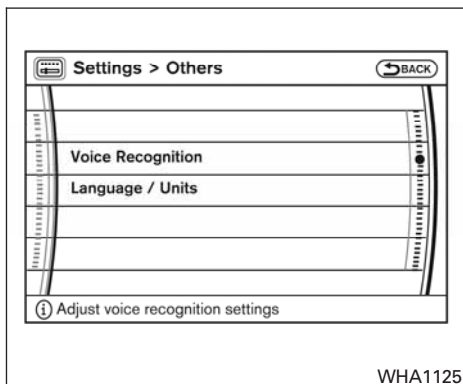 Settings > Others BACK
Voice Recognition
Language / Units
i Adjust voice recognition settings
WHA1125